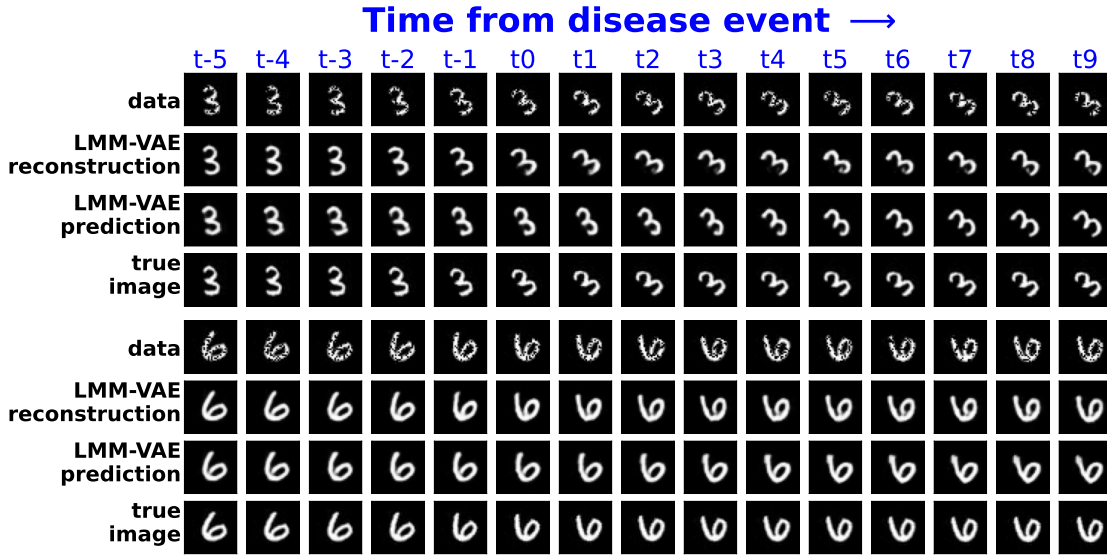 Time from disease event ⟶
t-5 t-4 t-3 t-2 t-1 t0 t1 t2 t3 t4 t5 t6 t7 t8 t9
data
LMM-VAE
reconstruction
LMM-VAE
prediction
true
image
data
LMM-VAE
reconstruction
LMM-VAE
prediction
true
image